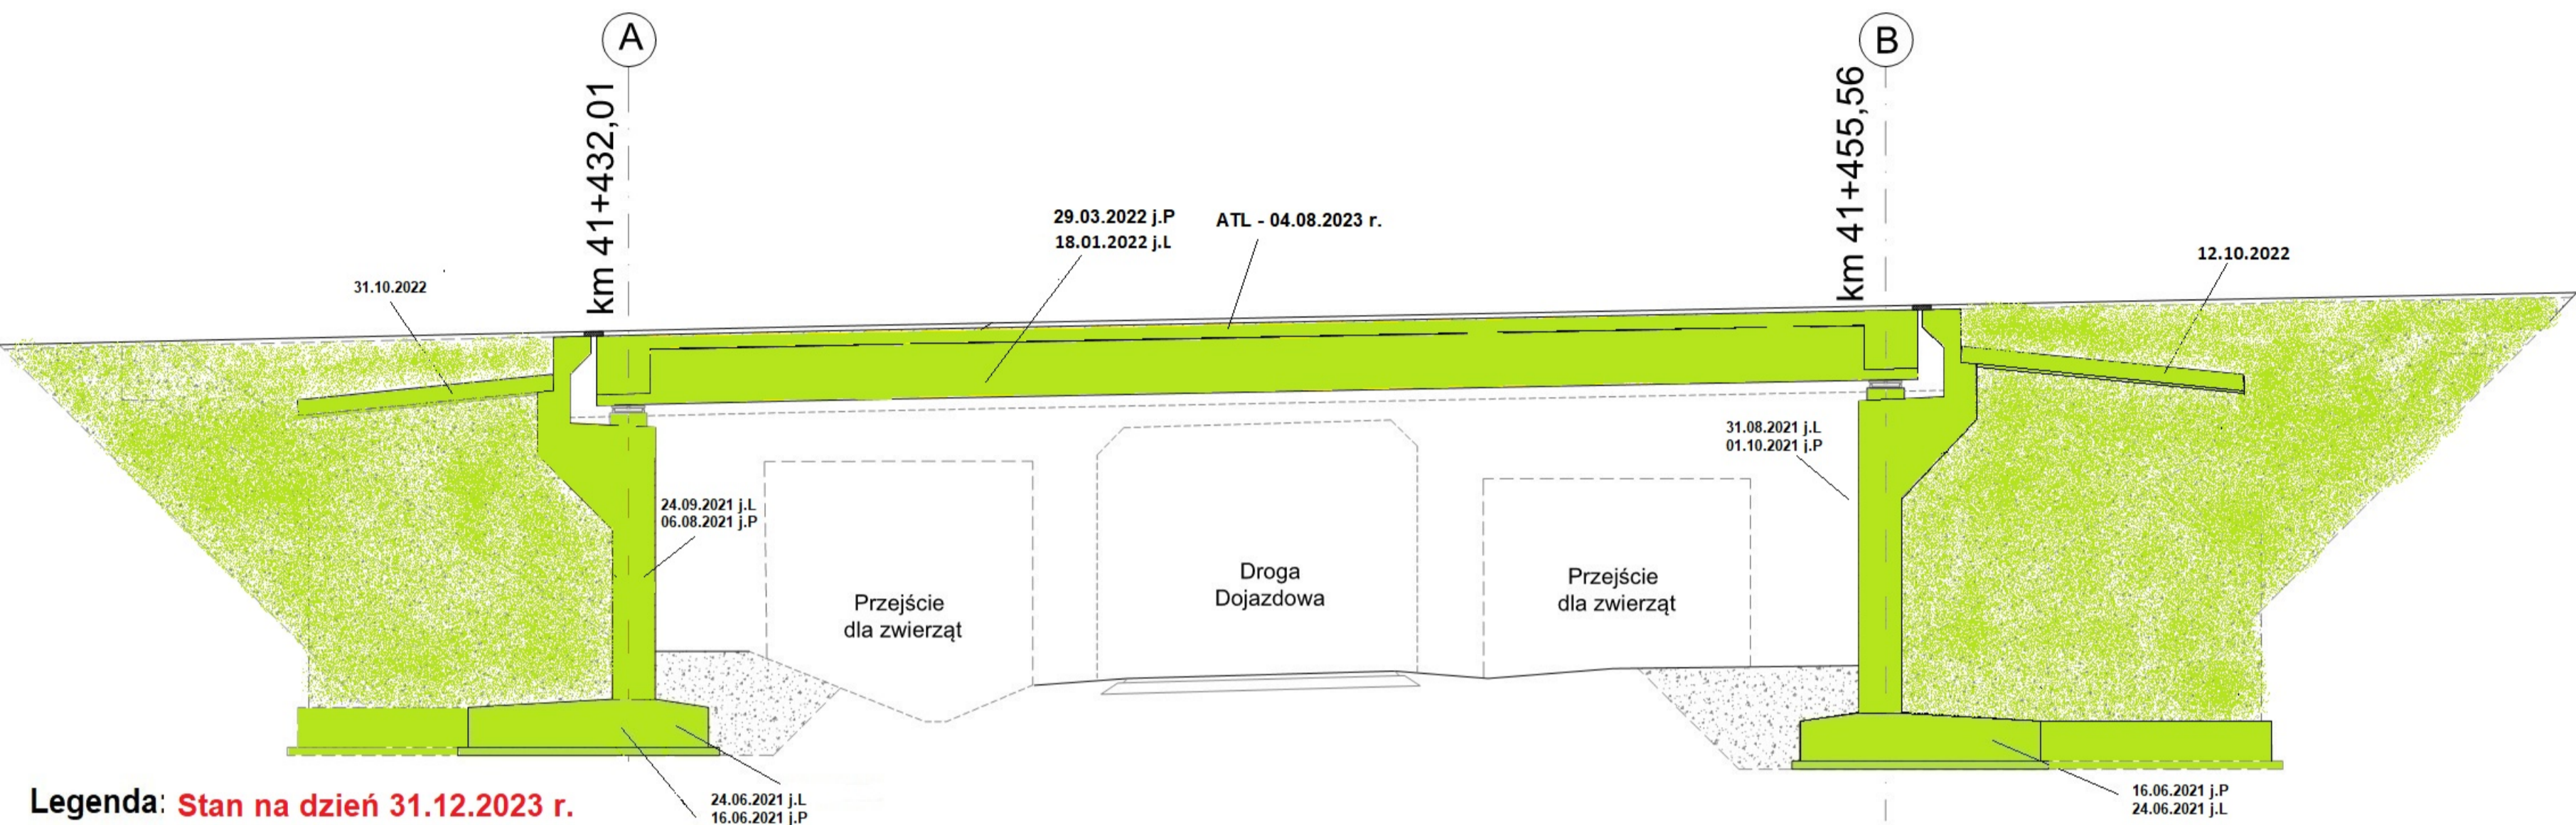 A
B
km 41+432,01
km 41+455,56
29.03.2022 j.P
18.01.2022 j.L
ATL - 04.08.2023 r.
31.10.2022
12.10.2022
31.08.2021 j.L
01.10.2021 j.P
24.09.2021 j.L
06.08.2021 j.P
Przejście
dla zwierząt
Droga
Dojazdowa
Przejście
dla zwierząt
24.06.2021 j.L
16.06.2021 j.P
16.06.2021 j.P
24.06.2021 j.L
Legenda: Stan na dzień 31.12.2023 r.